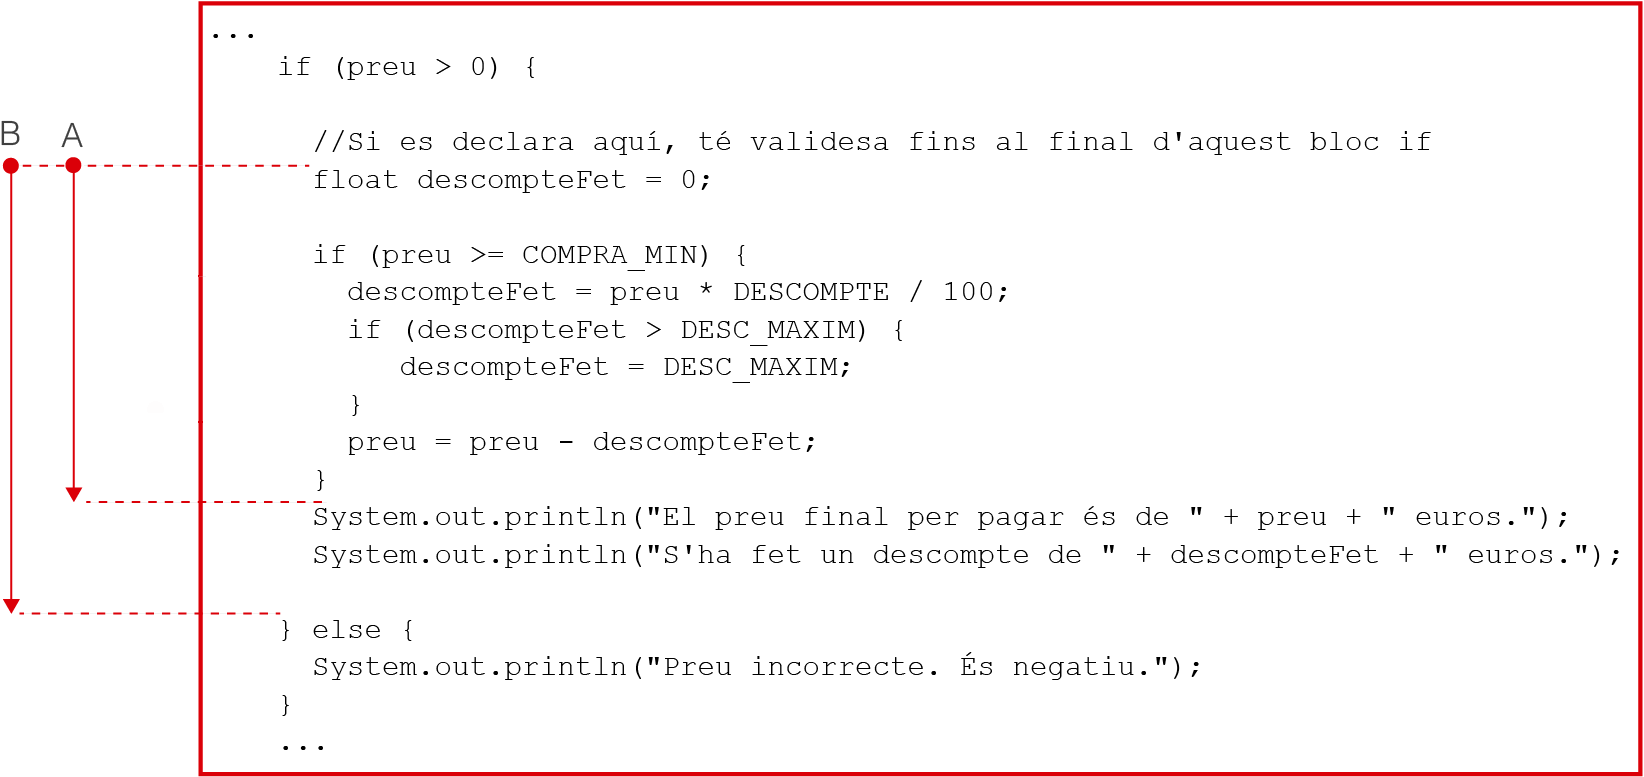 ...
if (preu > 0) {
B A
//Si es declara aquí, té validesa fins al final d'aquest bloc if
float descompteFet = 0;
if (preu >= COMPRA_MIN) {
descompteFet = preu * DESCOMPTE / 100;
if (descompteFet > DESC_MAXIM) {
descompteFet = DESC_MAXIM;
}
preu = preu - descompteFet;
}
System.out.println("El preu final per pagar és de " + preu + " euros.");
System.out.println("S'ha fet un descompte de " + descompteFet + " euros.");
} else {
System.out.println("Preu incorrecte. És negatiu.");
}
...